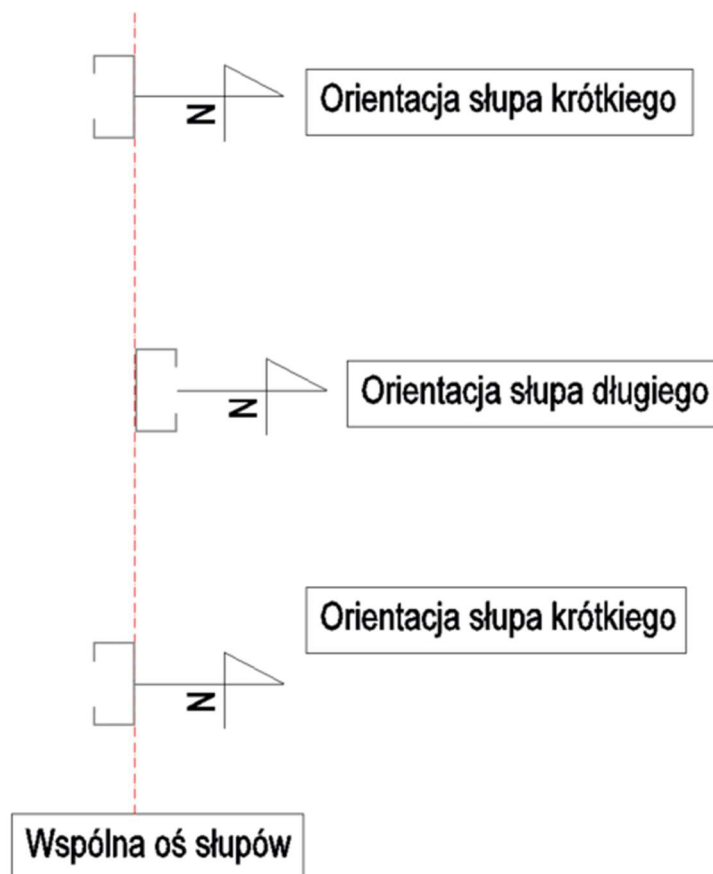 Orientacja słupa krótkiego
N
Orientacja słupa długiego
N
Orientacja słupa krótkiego
N
Wspólna oś słupów